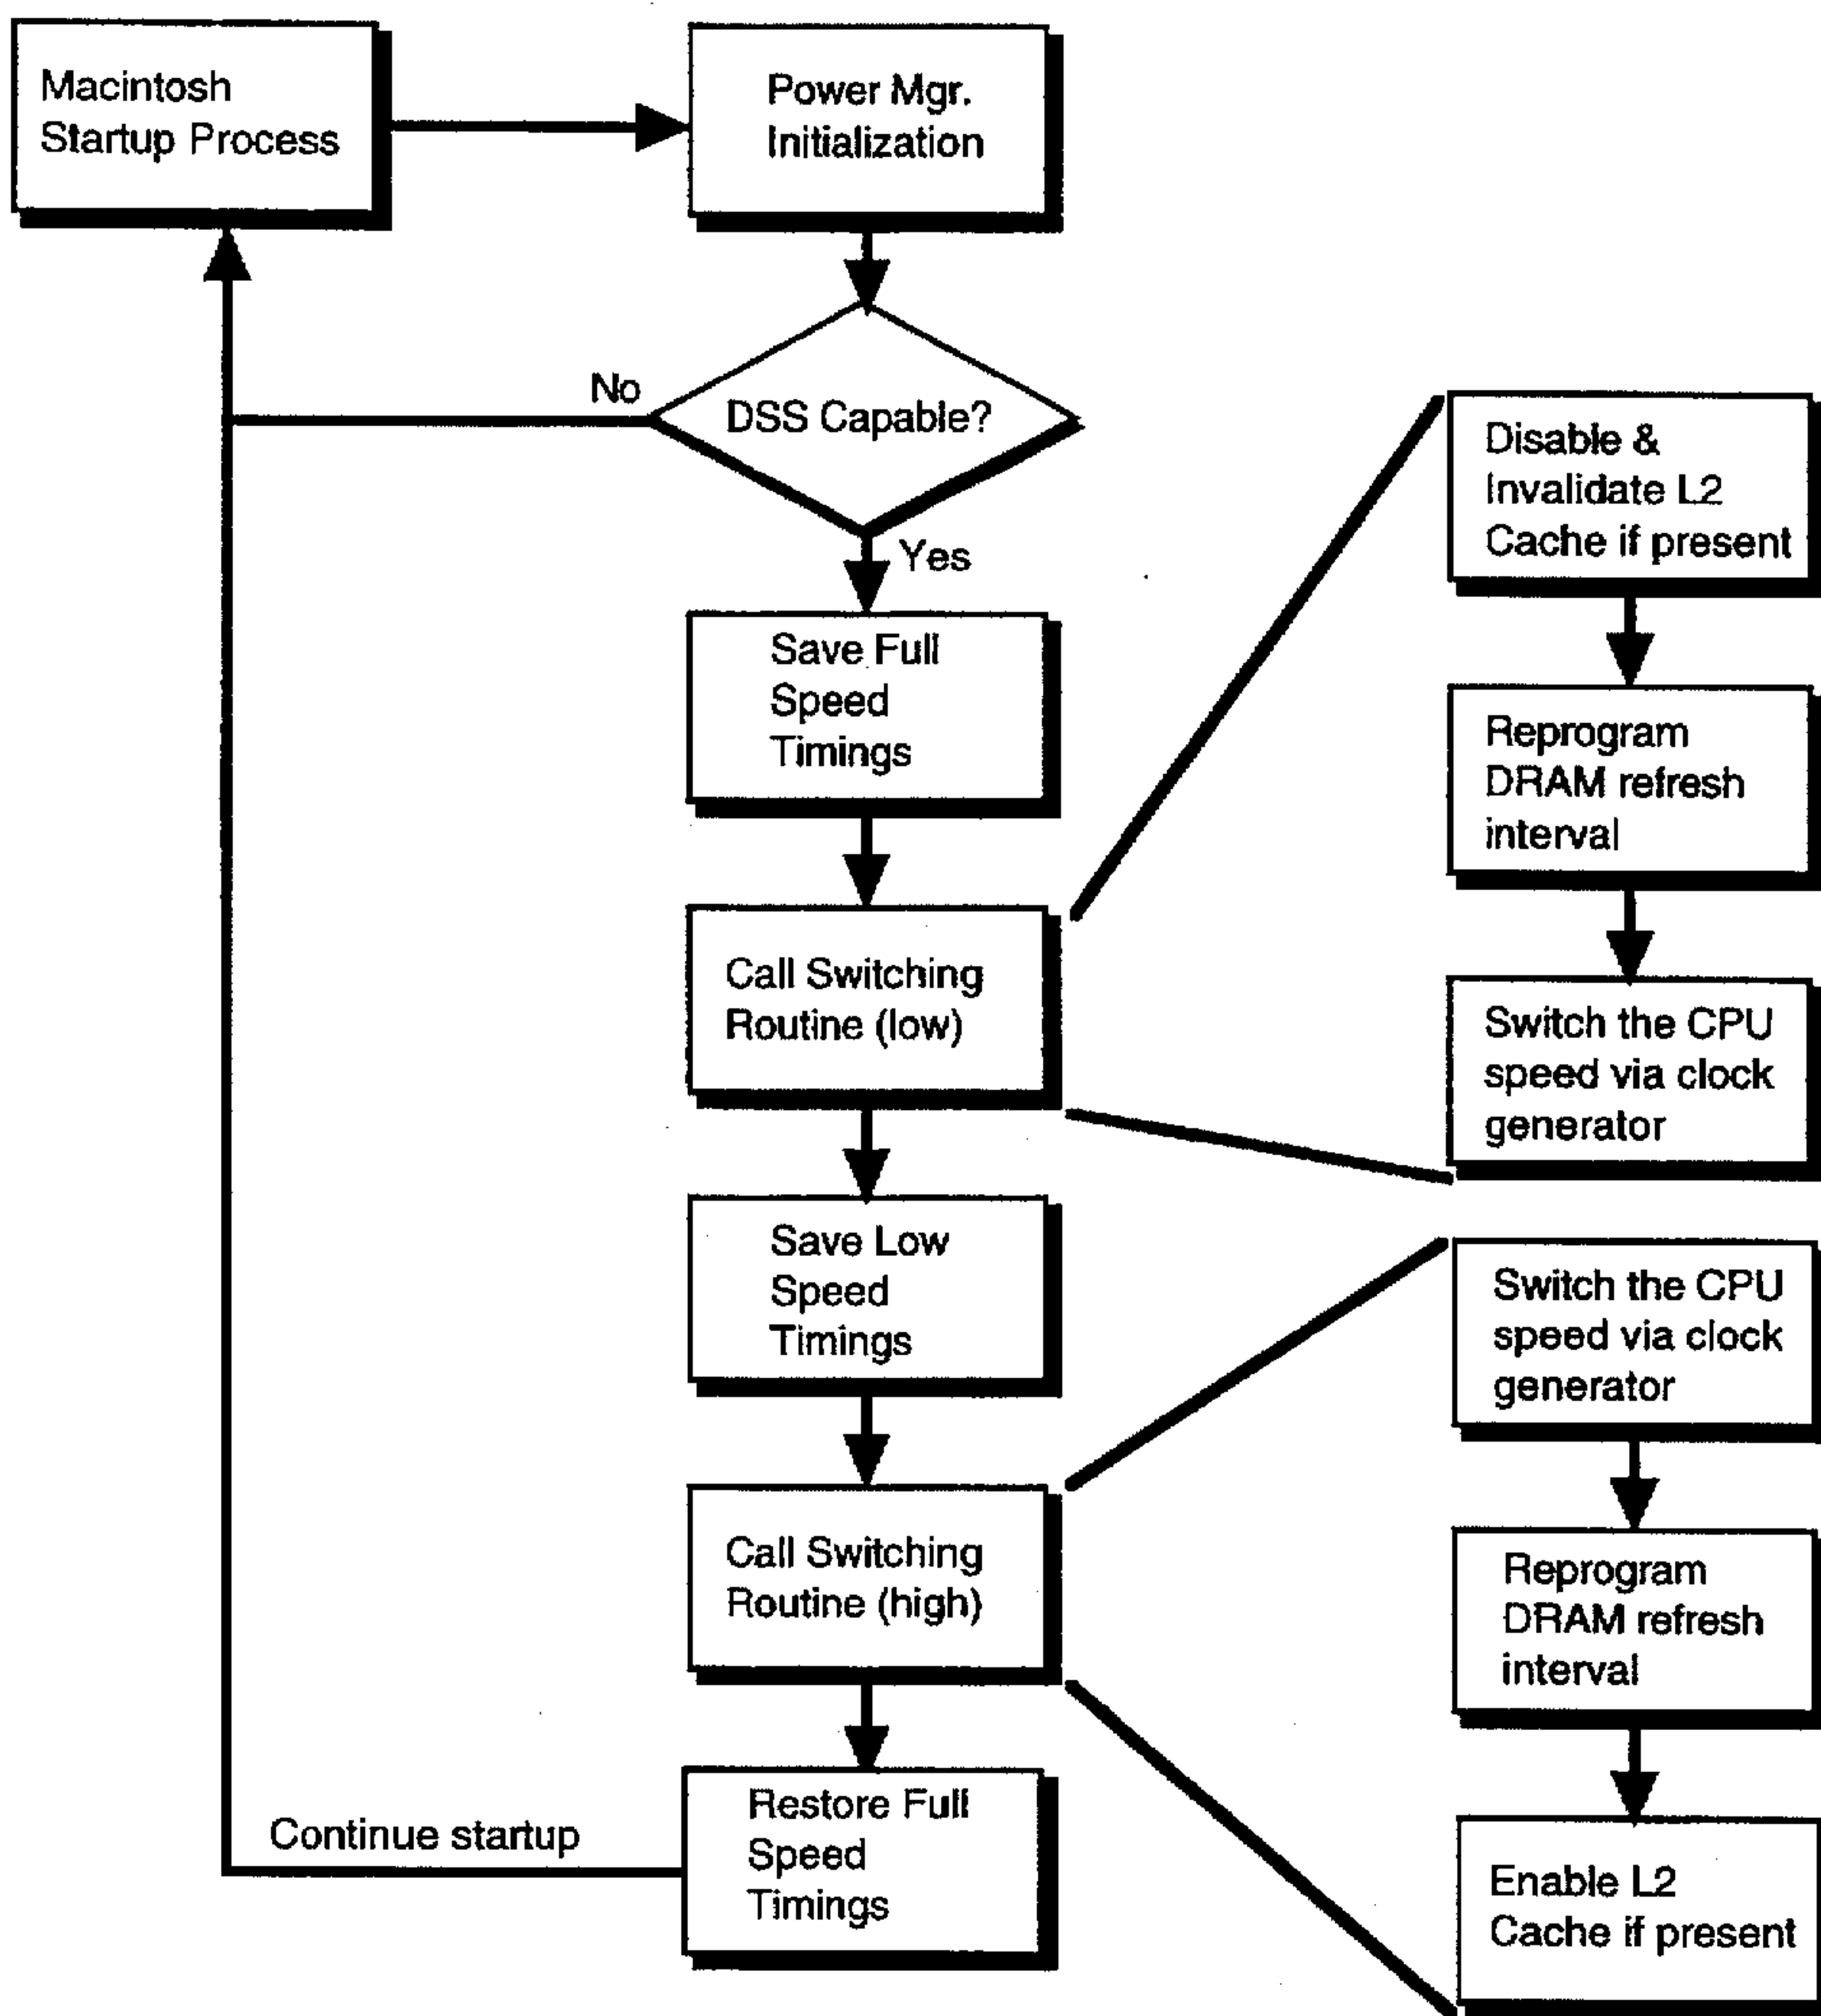 Macintosh
Startup Process
Power Mgr.
Initialization
No
DSS Capable?
Yes
Save Full
Speed
Timings
Call Switching
Routine (low)
Save Low
Speed
Timings
Call Switching
Routine (high)
Restore Full
Speed
Timings
Continue startup
Disable &
Invalidate L2
Cache if present
Reprogram
DRAM refresh
interval
Switch the CPU
speed via clock
generator
Switch the CPU
speed via clock
generator
Reprogram
DRAM refresh
interval
Enable L2
Cache if present